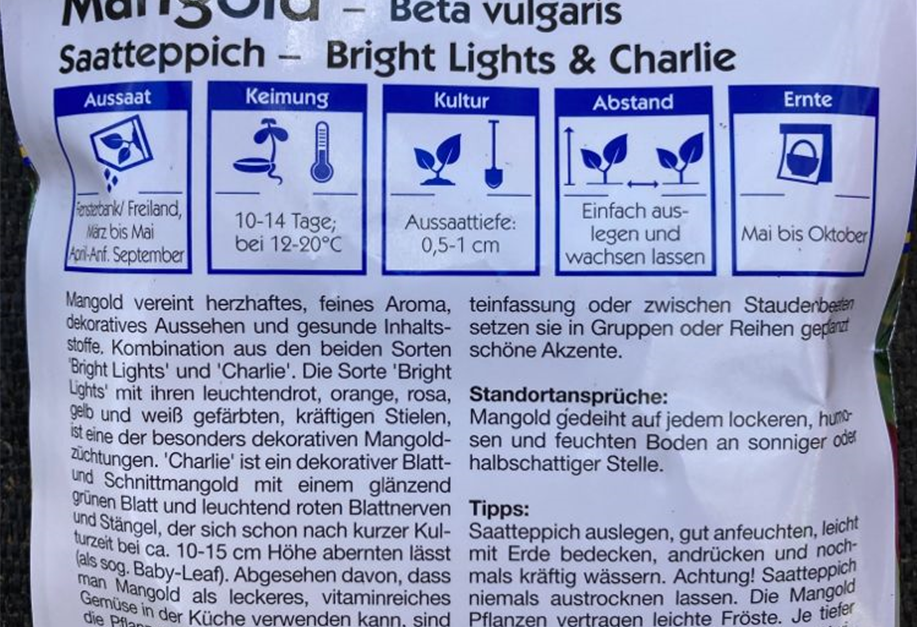 Mangold – Beta vulgaris
Saatteppich – Bright Lights & Charlie
Aussaat
Fensterbank/ Freiland,
März bis Mai
April-Anf. September
Keimung
10-14 Tage;
bei 12-20°C
Kultur
Aussaattiefe:
0,5-1 cm
Abstand
Einfach aus-
legen und
wachsen lassen
Ernte
Mai bis Oktober
Mangold vereint herzhaftes, feines Aroma,
dekoratives Aussehen und gesunde Inhalts-
stoffe. Kombination aus den beiden Sorten
'Bright Lights' und 'Charlie'. Die Sorte 'Bright
Lights' mit ihren leuchtendrot, orange, rosa,
gelb und weiß gefärbten, kräftigen Stielen,
ist eine der besonders dekorativen Mangold-
züchtungen. 'Charlie' ist ein dekorativer Blatt-
und Schnittmangold mit einem glänzend
grünen Blatt und leuchtend roten Blattnerven
und Stängel, der sich schon nach kurzer Kul-
turzeit bei ca. 10-15 cm Höhe abernten lässt
(als sog. Baby-Leaf). Abgesehen davon, dass
man Mangold als leckeres, vitaminreiches
Gemüse in der Küche verwenden kann, sind
die
teinfassung oder zwischen Staudenbeeten
setzen sie in Gruppen oder Reihen gepflanzt
schöne Akzente.
Standortansprüche:
Mangold gedeiht auf jedem lockeren, humo-
sen und feuchten Boden an sonniger oder
halbschattiger Stelle.
Tipps:
Saatteppich auslegen, gut anfeuchten, leicht
mit Erde bedecken, andrücken und noch-
mals kräftig wässern. Achtung! Saatteppich
niemals austrocknen lassen. Die Mangold
Pflanzen vertragen leichte Fröste. Je tiefer